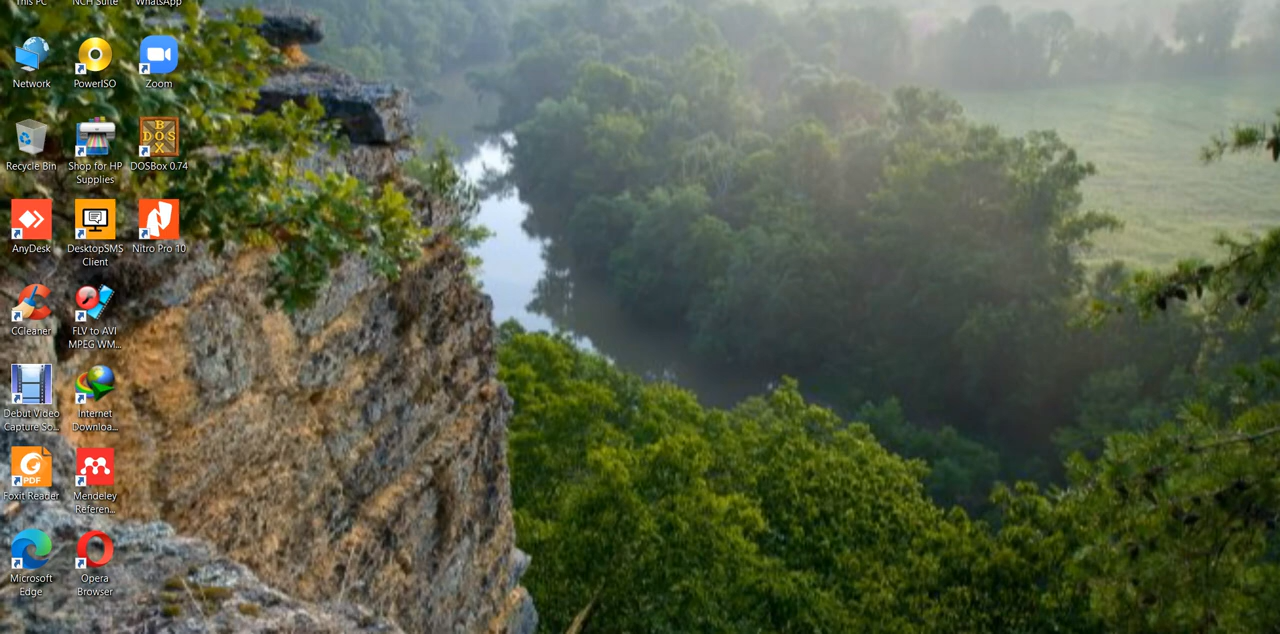 This PC
NCH Suite
WhatsApp
Network
PowerISO
Zoom
Recycle Bin
Shop for HP
Supplies
DOSBox 0.74
AnyDesk
DesktopSMS
Client
Nitro Pro 10
CCleaner
FLV to AVI
MPEG WM...
Debut Video
Capture So...
Internet
Downloa...
Foxit Reader
PDF
Mendeley
Referen...
Microsoft
Edge
Opera
Browser